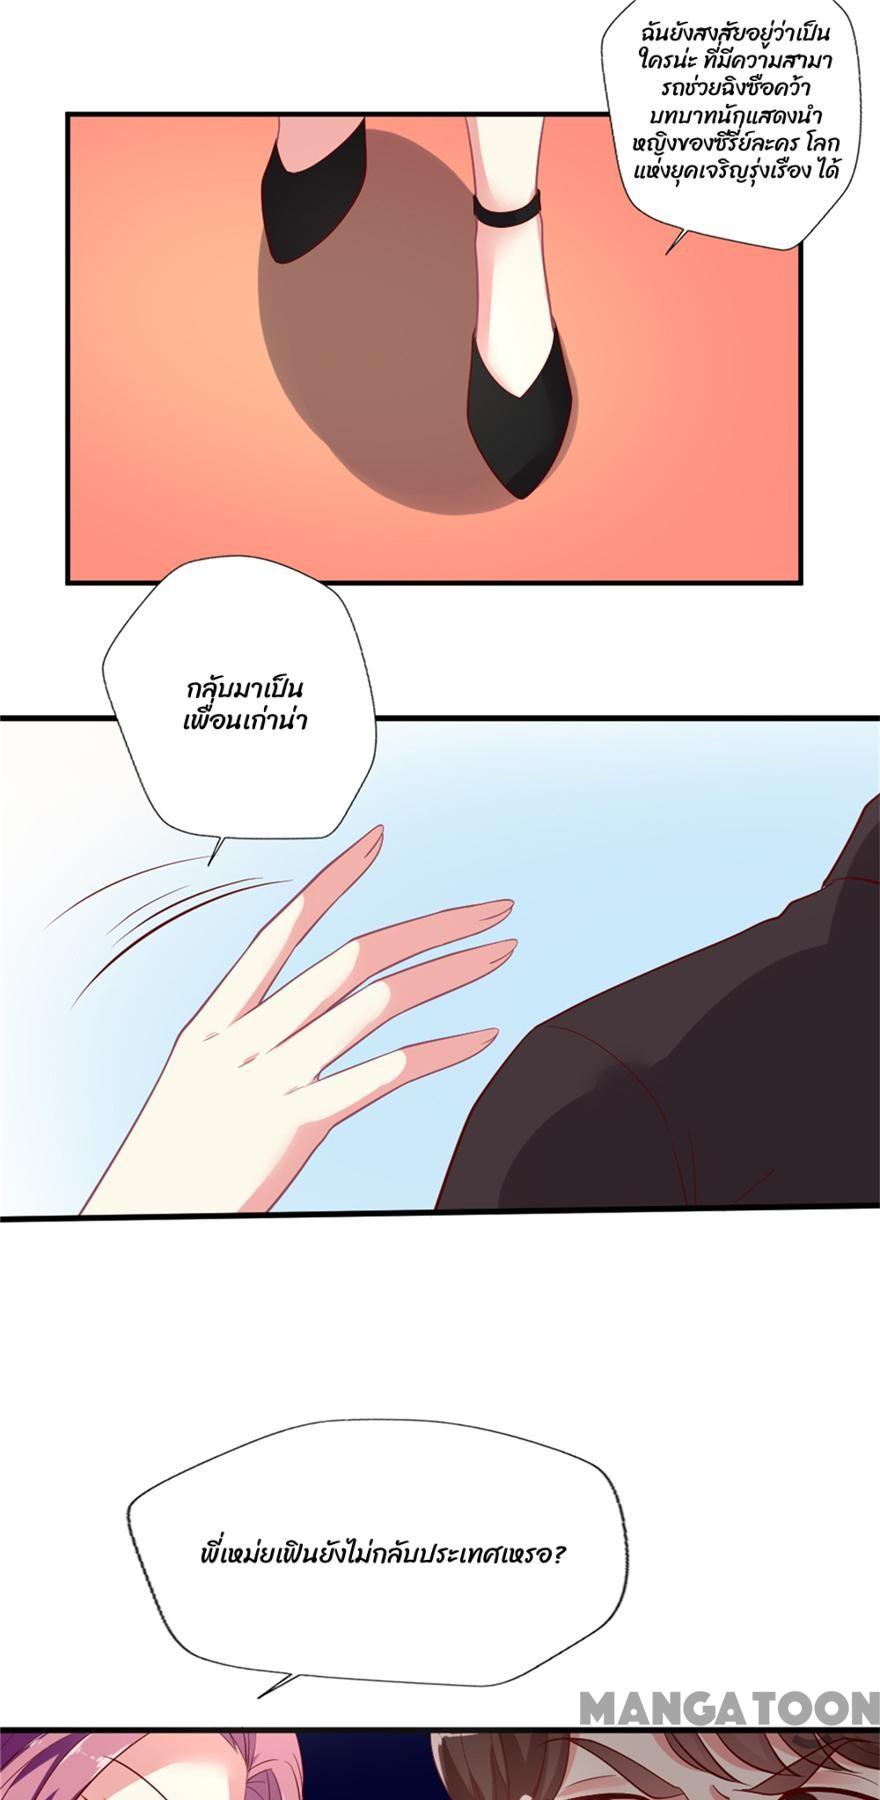 ฉันยังสงสัยอยู่ว่าเป็น
ใครน่ะ ที่มีความสามา
รถช่วยฉิงซือคว้า
บทบาทนักแสดงนำ
หญิงของซีรีย์ละคร โลก
แห่งยุคเจริญรุ่งเรือง ได้
กลับมาเป็น
เพื่อนเก่าน่า
พี่เหม่ยเฟินยังไม่กลับประเทศเหรอ?
MANGATOON